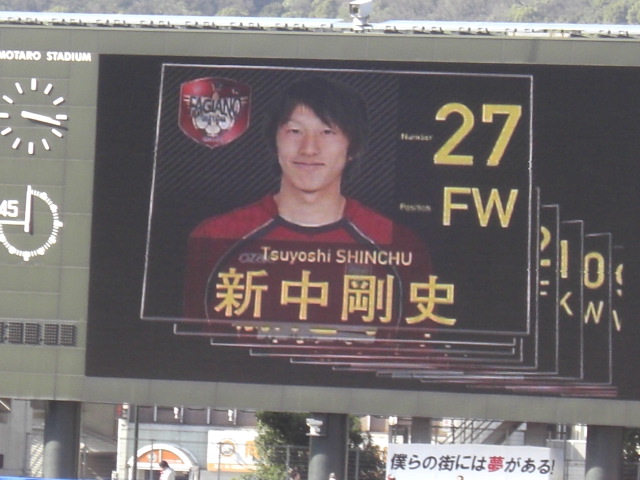 MOTARO STADIUM
FAGIANO
Number
27
Position
FW
45
Tsuyoshi SHINCHU
新中剛史
僕らの街には夢がある!